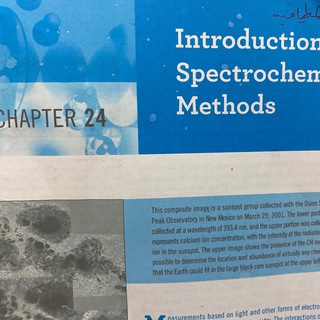 Introduction
Spectrochem
Methods
CHAPTER 24
This composite image is a sunspot group collected with the Dunn S
Peak Observatory in New Mexico on March 29, 2001. The lower port
collected at a wavelength of 393.4 nm, and the upper portion was colle
represents calcium ion concentration, with the intensity of the radiation
ion in the sunspot. The upper image shows the presence of the CH m
possible to determine the location and abundance of virtually any chem
that the Earth could fit in the large black core sunspot at the upper left
Measurements based on light and other forms of electro
The interactions o